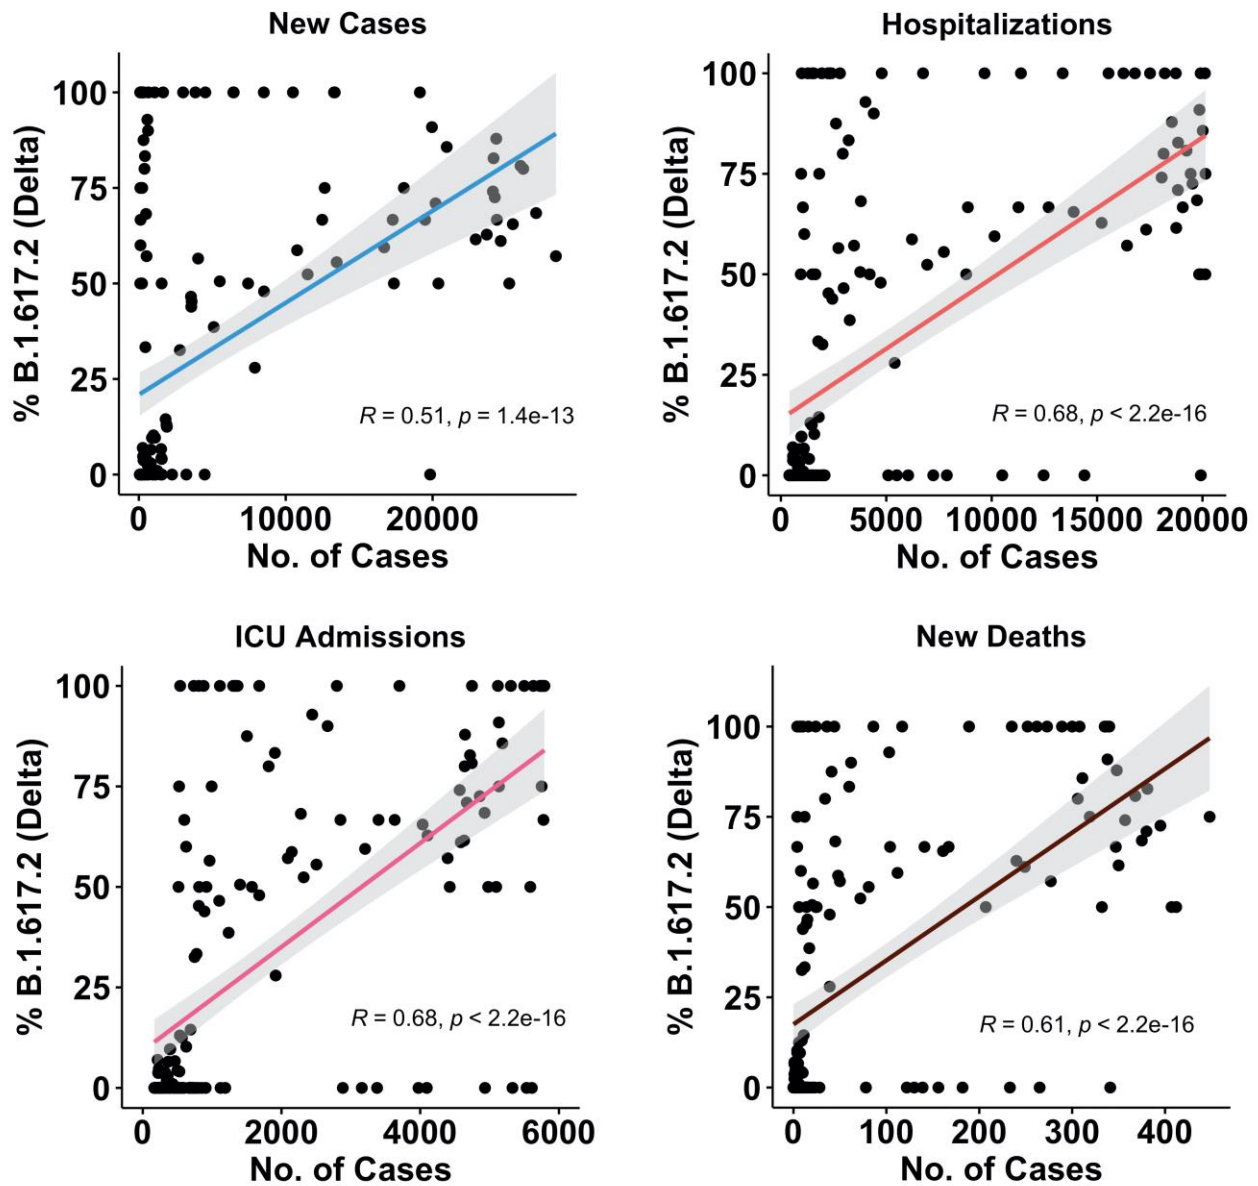 New Cases
% B.1.617.2 (Delta)
100
75
50
25
0
R = 0.51, p = 1.4e-13
0 10000 20000
No. of Cases
Hospitalizations
% B.1.617.2 (Delta)
100
75
50
25
0
R = 0.68, p < 2.2e-16
0 5000 10000 15000 20000
No. of Cases
ICU Admissions
% B.1.617.2 (Delta)
100
75
50
25
0
R = 0.68, p < 2.2e-16
0 2000 4000 6000
No. of Cases
New Deaths
% B.1.617.2 (Delta)
100
75
50
25
0
R = 0.61, p < 2.2e-16
0 100 200 300 400
No. of Cases